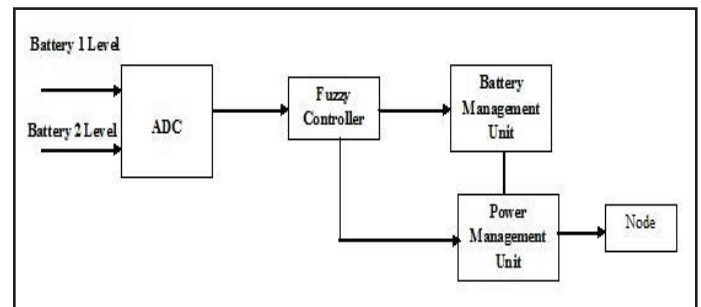 Battery 1 Level
Battery 2 Level
ADC
Fuzzy
Controller
Battery
Management
Unit
Power
Management
Unit
Node